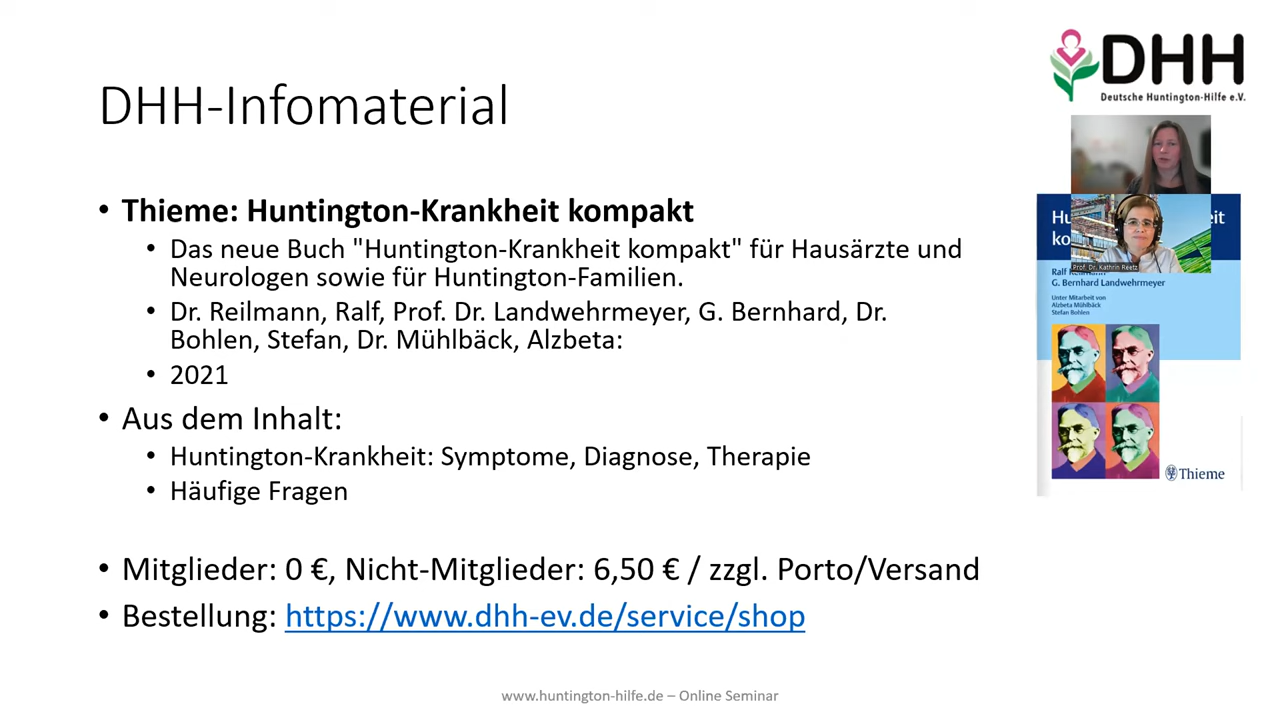 DHH
Deutsche Huntington-Hilfe e.V.
DHH-Infomaterial
• Thieme: Huntington-Krankheit kompakt
• Das neue Buch "Huntington-Krankheit kompakt" für Hausärzte und
Neurologen sowie für Huntington-Familien.
• Dr. Reilmann, Ralf, Prof. Dr. Landwehrmeyer, G. Bernhard, Dr.
Bohlen, Stefan, Dr. Mühlbäck, Alzbeta:
• 2021
• Aus dem Inhalt:
• Huntington-Krankheit: Symptome, Diagnose, Therapie
• Häufige Fragen
• Mitglieder: 0 €, Nicht-Mitglieder: 6,50 € / zzgl. Porto/Versand
• Bestellung: https://www.dhh-ev.de/service/shop
Prof. Dr. Kathrin Reetz
Ralf
G. Bernhard Landwehrmeyer
Unter Mitarbeit von
Alzbeta Mühlbäck
Stefan Bohlen
Thieme
www.huntington-hilfe.de – Online Seminar